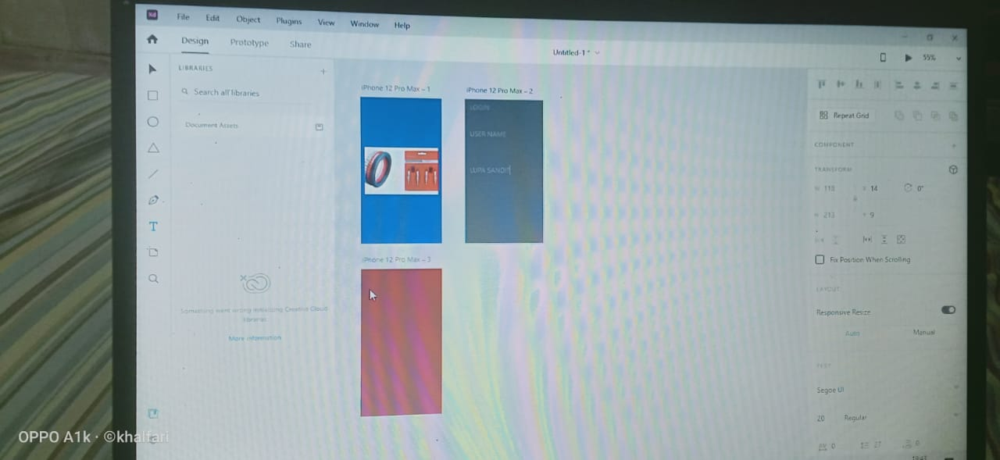 Xd File Edit Object Plugins View Window Help
Design Prototype Share
Untitled-1 *
55%
LIBRARIES
Search all libraries
Document Assets
Something went wrong initializing Creative Cloud
libraries
More information
iPhone 12 Pro Max – 1
iPhone 12 Pro Max – 2
LOGIN
USER NAME
LUPA SANDI?
iPhone 12 Pro Max – 3
Repeat Grid
COMPONENT
TRANSFORM
W 118 X 14 0°
H 213 Y 9
Fix Position When Scrolling
LAYOUT
Responsive Resize
Auto Manual
TEXT
Segoe UI
20 Regular
0 27 0
OPPO A1k · ©khalfari